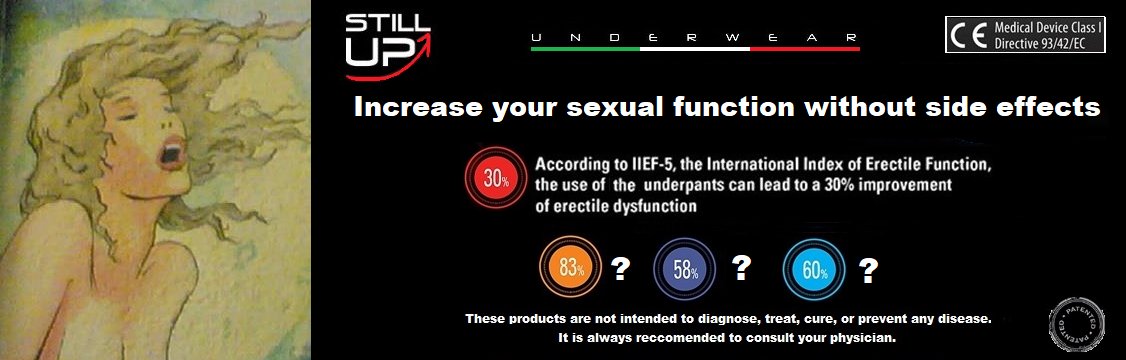 STILL
UP
UNDERWEAR
CE Medical Device Class I
Directive 93/42/EC
Increase your sexual function without side effects
30%
According to IIEF-5, the International Index of Erectile Function,
the use of the underpants can lead to a 30% improvement
of erectile dysfunction
83% ? 58% ? 60% ?
These products are not intended to diagnose, treat, cure, or prevent any disease.
It is always reccomended to consult your physician.
PATENTED • PATENTED •